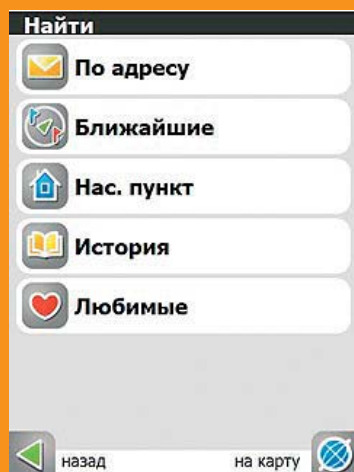 Найти
По адресу
Ближайшие
Нас. пункт
История
Любимые
назад на карту